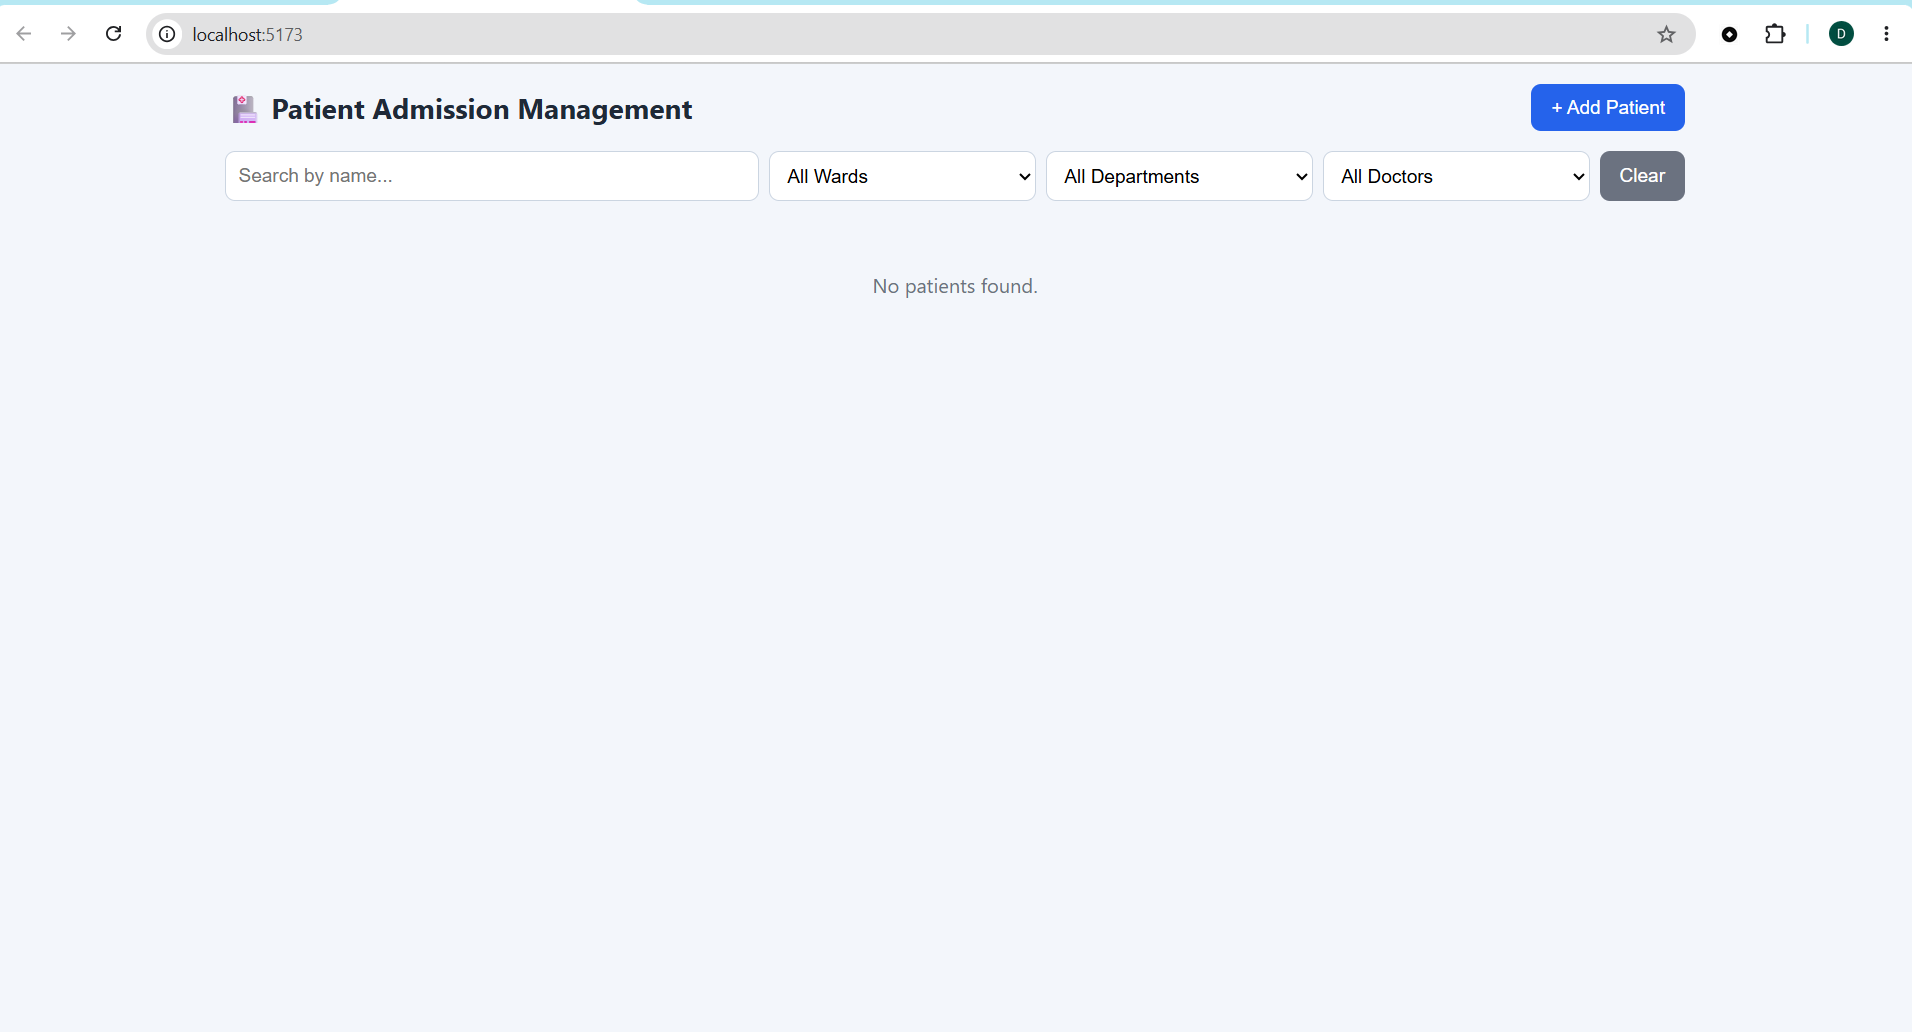 localhost:5173
D
Patient Admission Management
+ Add Patient
Search by name...
All Wards
All Departments
All Doctors
Clear
No patients found.